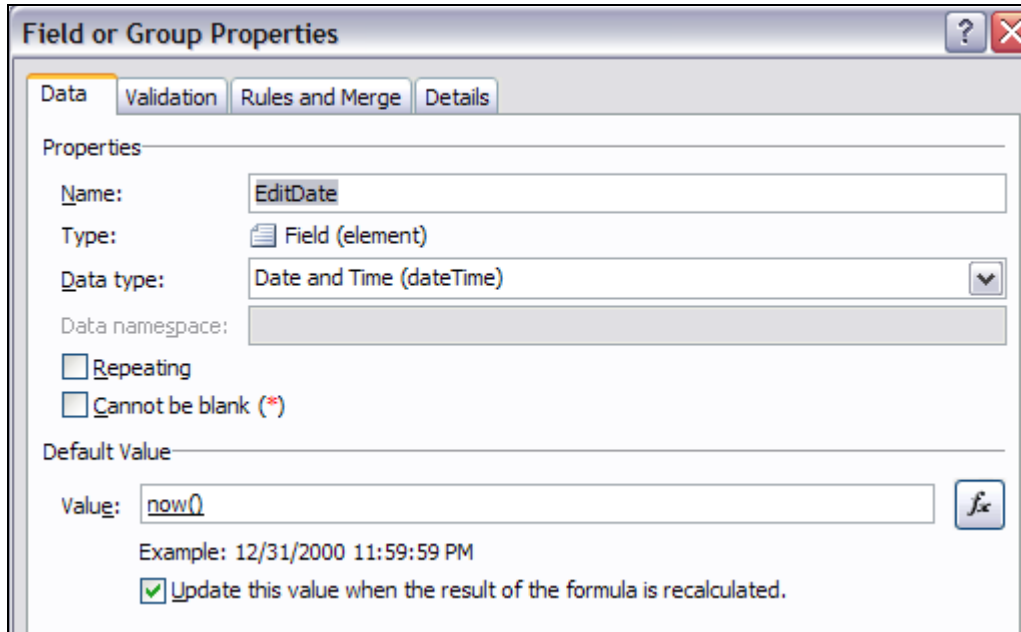 Field or Group Properties ?
Data Validation Rules and Merge Details
Properties
Name: EditDate
Type: Field (element)
Data type: Date and Time (dateTime)
Data namespace:
Repeating
Cannot be blank (*)
Default Value
Value: now() fx
Example: 12/31/2000 11:59:59 PM
Update this value when the result of the formula is recalculated.